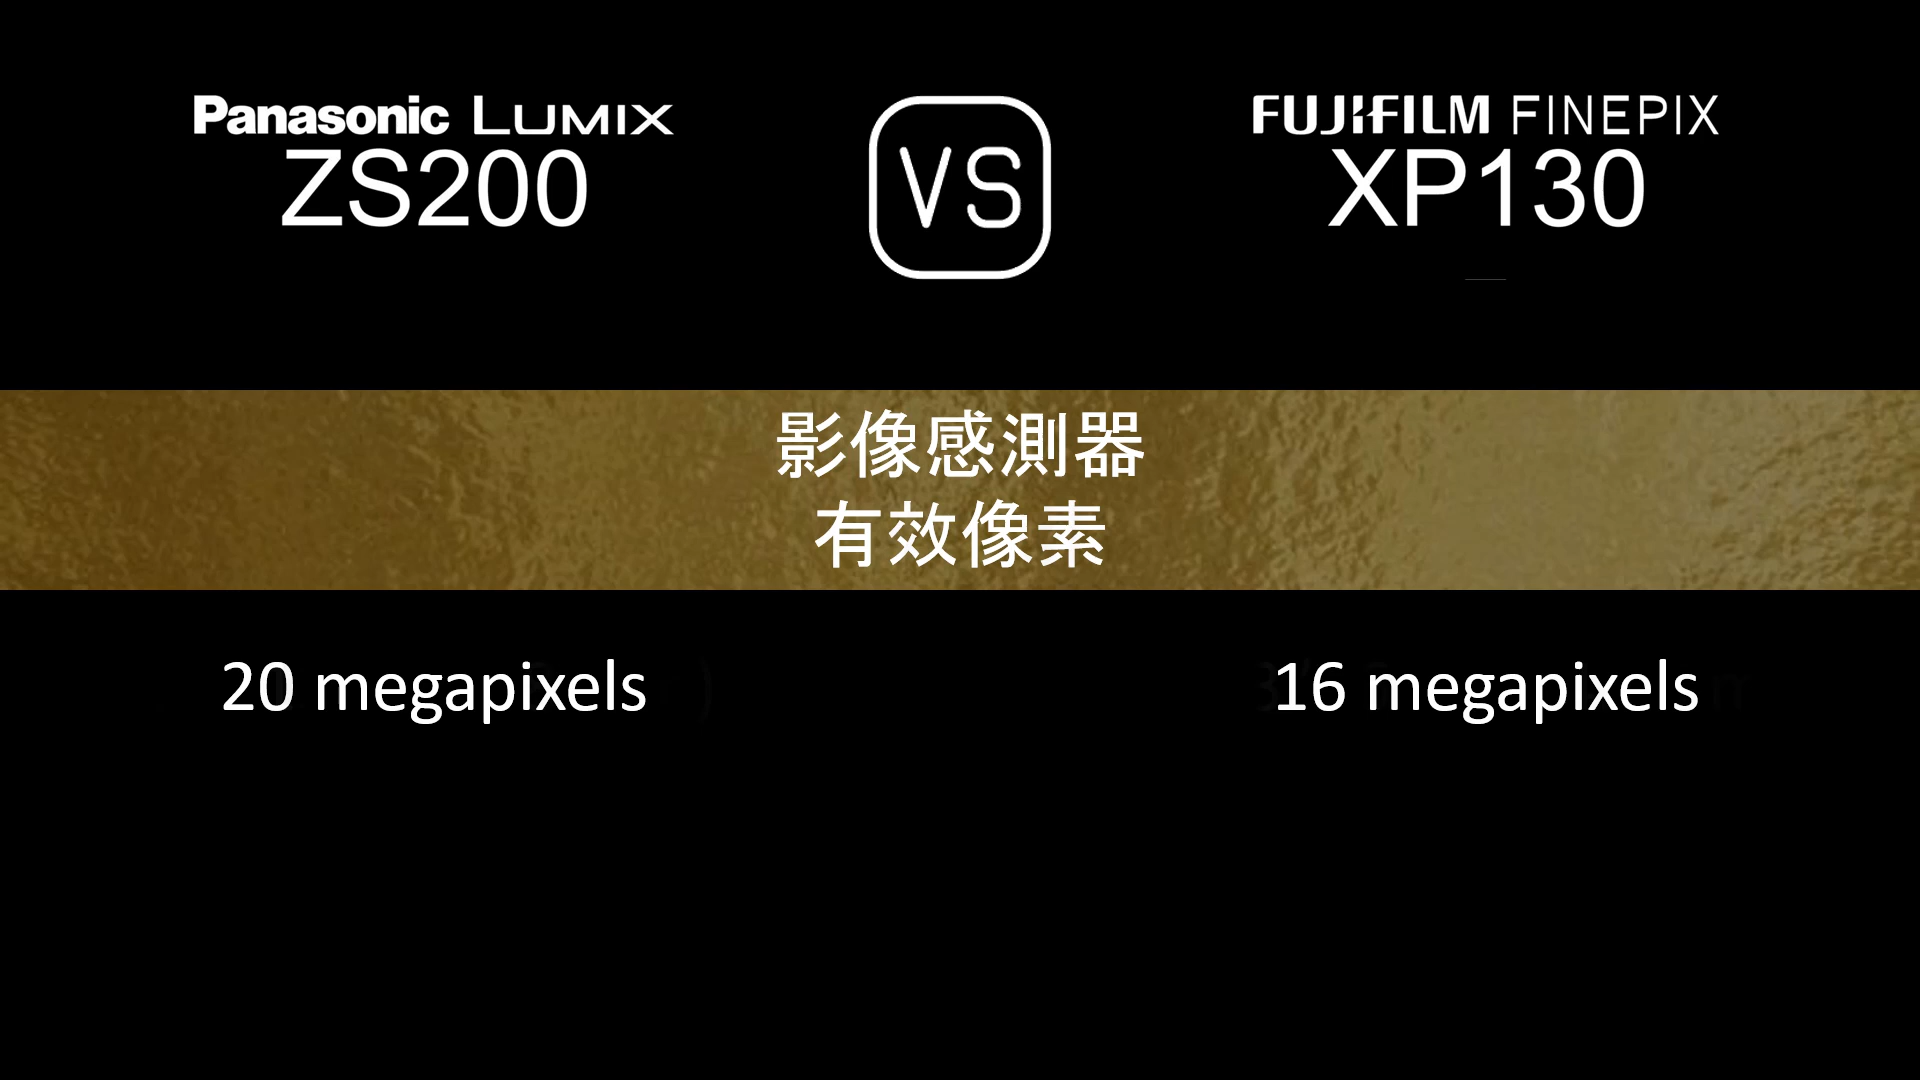 Panasonic LUMIX
ZS200
VS
FUJIFILM FINEPIX
XP130
影像感測器
有效像素
20 megapixels
16 megapixels